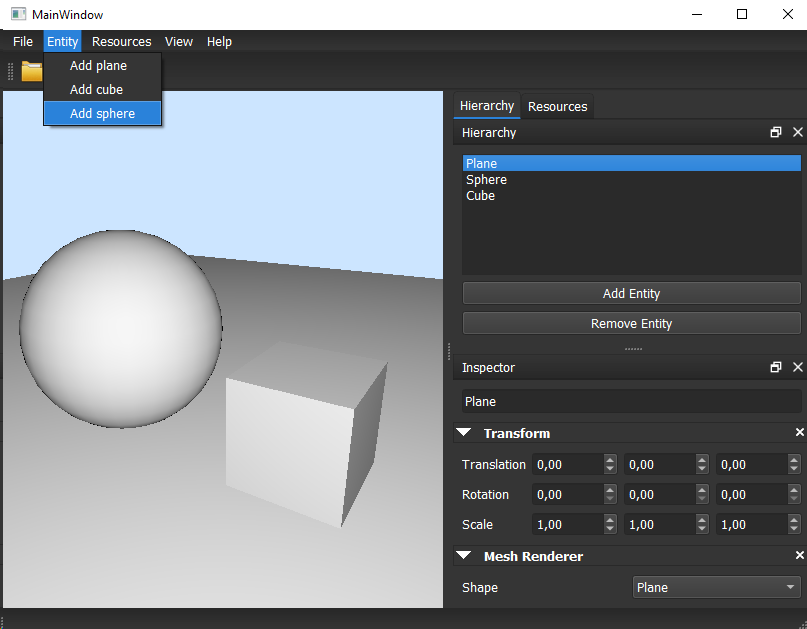 MainWindow
File Entity Resources View Help
Add plane
Add cube
Add sphere
Hierarchy Resources
Hierarchy
Plane
Sphere
Cube
Add Entity
Remove Entity
Inspector
Plane
Transform
Translation 0,00 0,00 0,00
Rotation 0,00 0,00 0,00
Scale 1,00 1,00 1,00
Mesh Renderer
Shape Plane